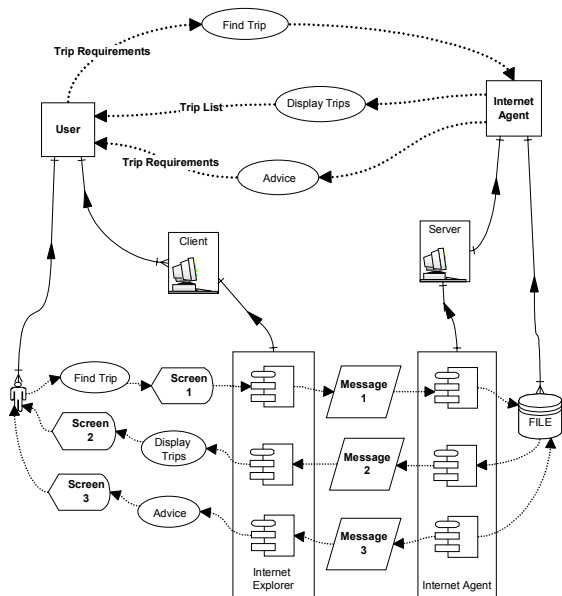 Find Trip
Trip Requirements
Internet
Agent
User
Trip List
Display Trips
Trip Requirements
Advice
Client
Server
Find Trip
Screen
1
Message
1
FILE
Screen
2
Display
Trips
Message
2
Screen
3
Advice
Message
3
Internet
Explorer
Internet Agent